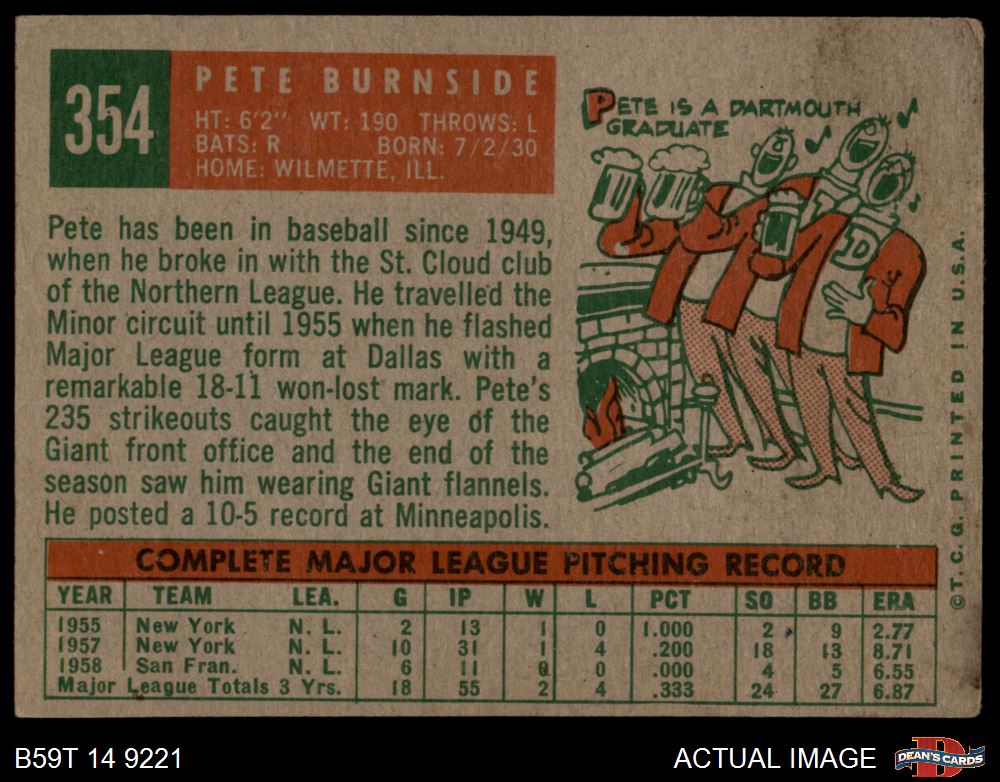 354
PETE BURNSIDE
HT: 6'2" WT: 190 THROWS: L
BATS: R BORN: 7/2/30
HOME: WILMETTE, ILL.
PETE IS A DARTMOUTH
GRADUATE
D
Pete has been in baseball since 1949,
when he broke in with the St. Cloud club
of the Northern League. He travelled the
Minor circuit until 1955 when he flashed
Major League form at Dallas with a
remarkable 18-11 won-lost mark. Pete's
235 strikeouts caught the eye of the
Giant front office and the end of the
season saw him wearing Giant flannels.
He posted a 10-5 record at Minneapolis.
©T.C.G. PRINTED IN U.S.A.
COMPLETE MAJOR LEAGUE PITCHING RECORD
YEAR TEAM LEA. G IP W L PCT SO BB ERA
1955 New York N. L. 2 13 1 0 1.000 2 9 2.77
1957 New York N. L. 10 31 1 4 .200 18 13 8.71
1958 San Fran. N. L. 6 11 0 0 .000 4 5 6.55
Major League Totals 3 Yrs. 18 55 2 4 .333 24 27 6.87
B59T 14 9221
ACTUAL IMAGE
D
DEAN'S CARDS